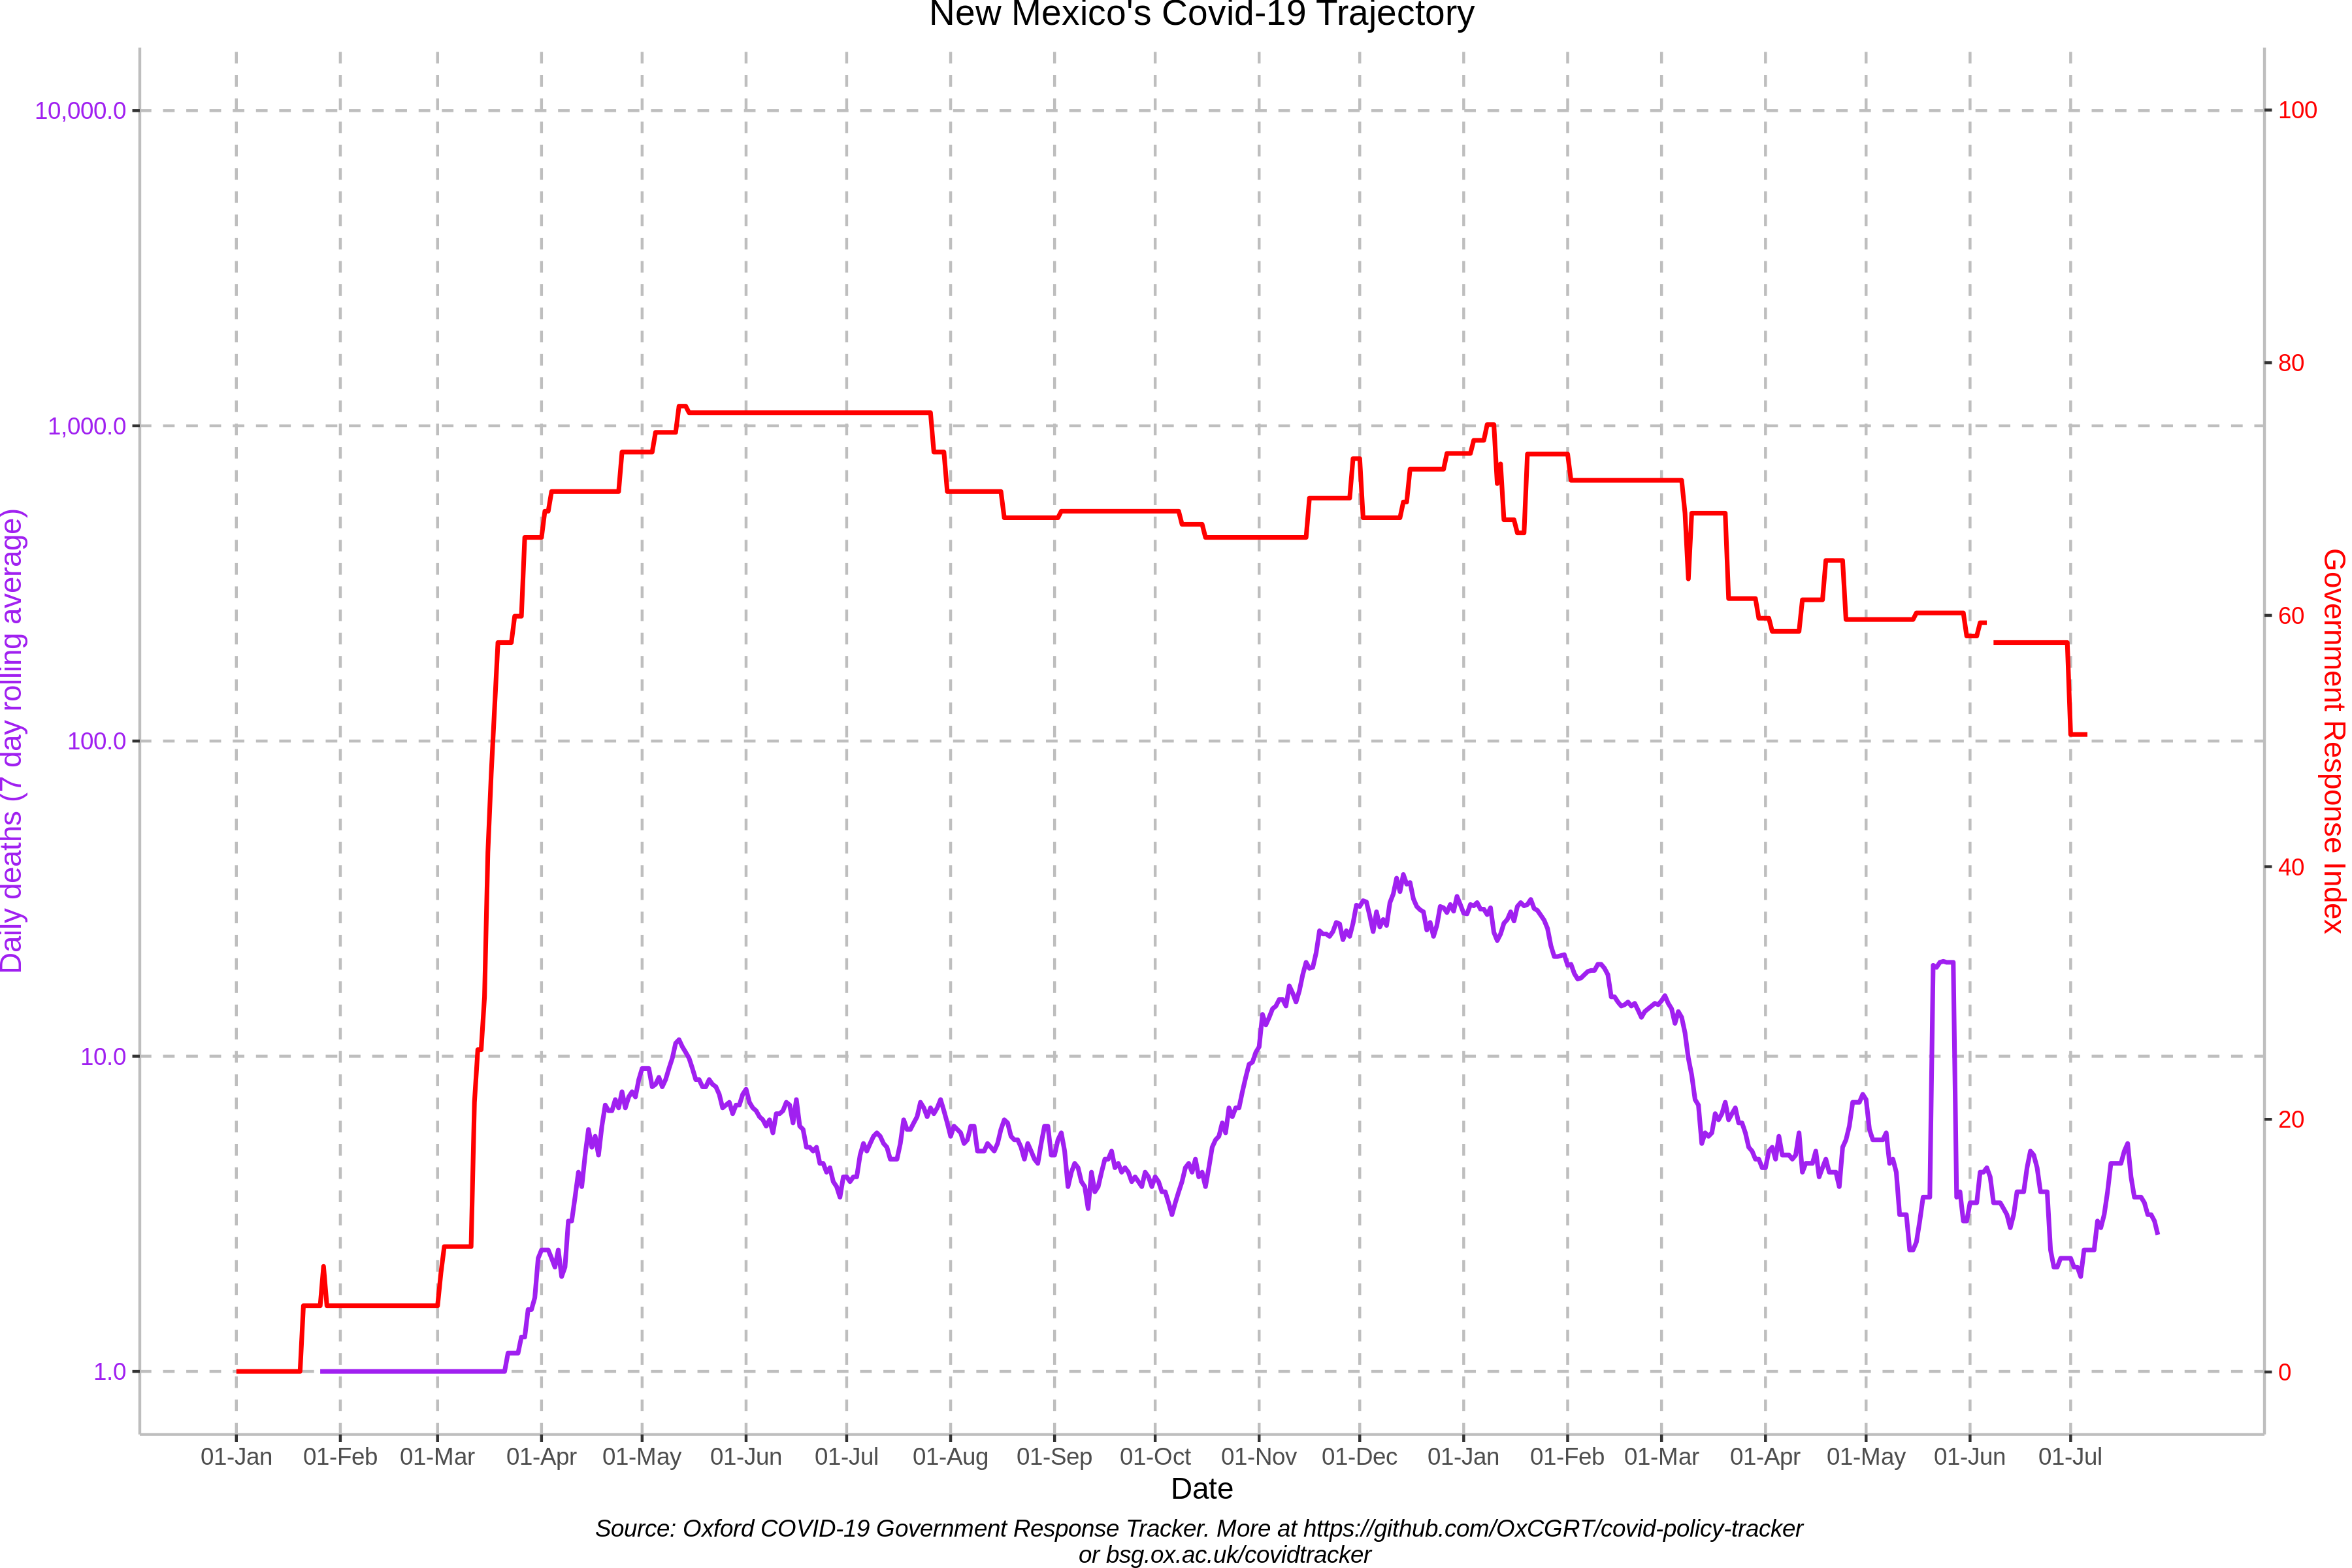 New Mexico's Covid-19 Trajectory
10,000.0
1,000.0
100.0
10.0
1.0
Daily deaths (7 day rolling average)
100
80
60
40
20
0
Government Response Index
01-Jan 01-Feb 01-Mar 01-Apr 01-May 01-Jun 01-Jul 01-Aug 01-Sep 01-Oct 01-Nov 01-Dec 01-Jan 01-Feb 01-Mar 01-Apr 01-May 01-Jun 01-Jul
Date
Source: Oxford COVID-19 Government Response Tracker. More at https://github.com/OxCGRT/covid-policy-tracker
or bsg.ox.ac.uk/covidtracker